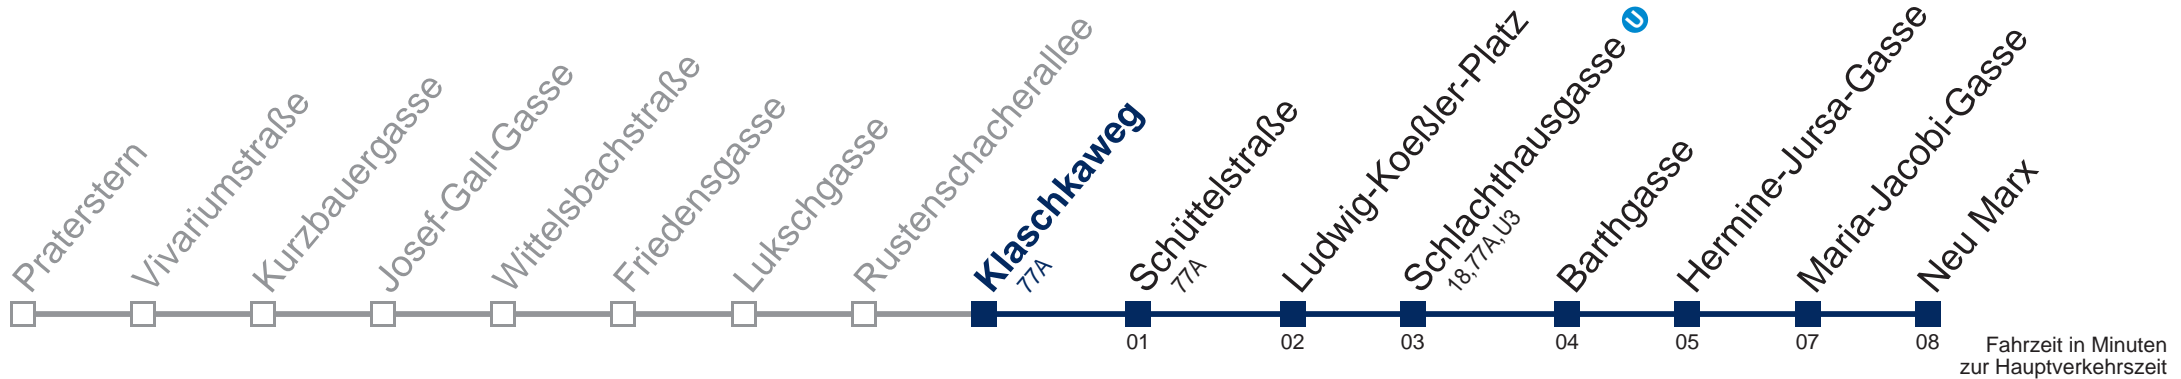 Praterstern
Vivariumstraße
Kurzbauergasse
Josef-Gall-Gasse
Wittelsbachstraße
Friedensgasse
Lukschgasse
Rustenschacherallee
Klaschkaweg
77A
Schüttelstraße
77A
Ludwig-Koeßler-Platz
Schlachthausgasse U
18,77A,U3
Barthgasse
Hermine-Jursa-Gasse
Maria-Jacobi-Gasse
Neu Marx
01
02
03
04
05
07
08
Fahrzeit in Minuten
zur Hauptverkehrszeit